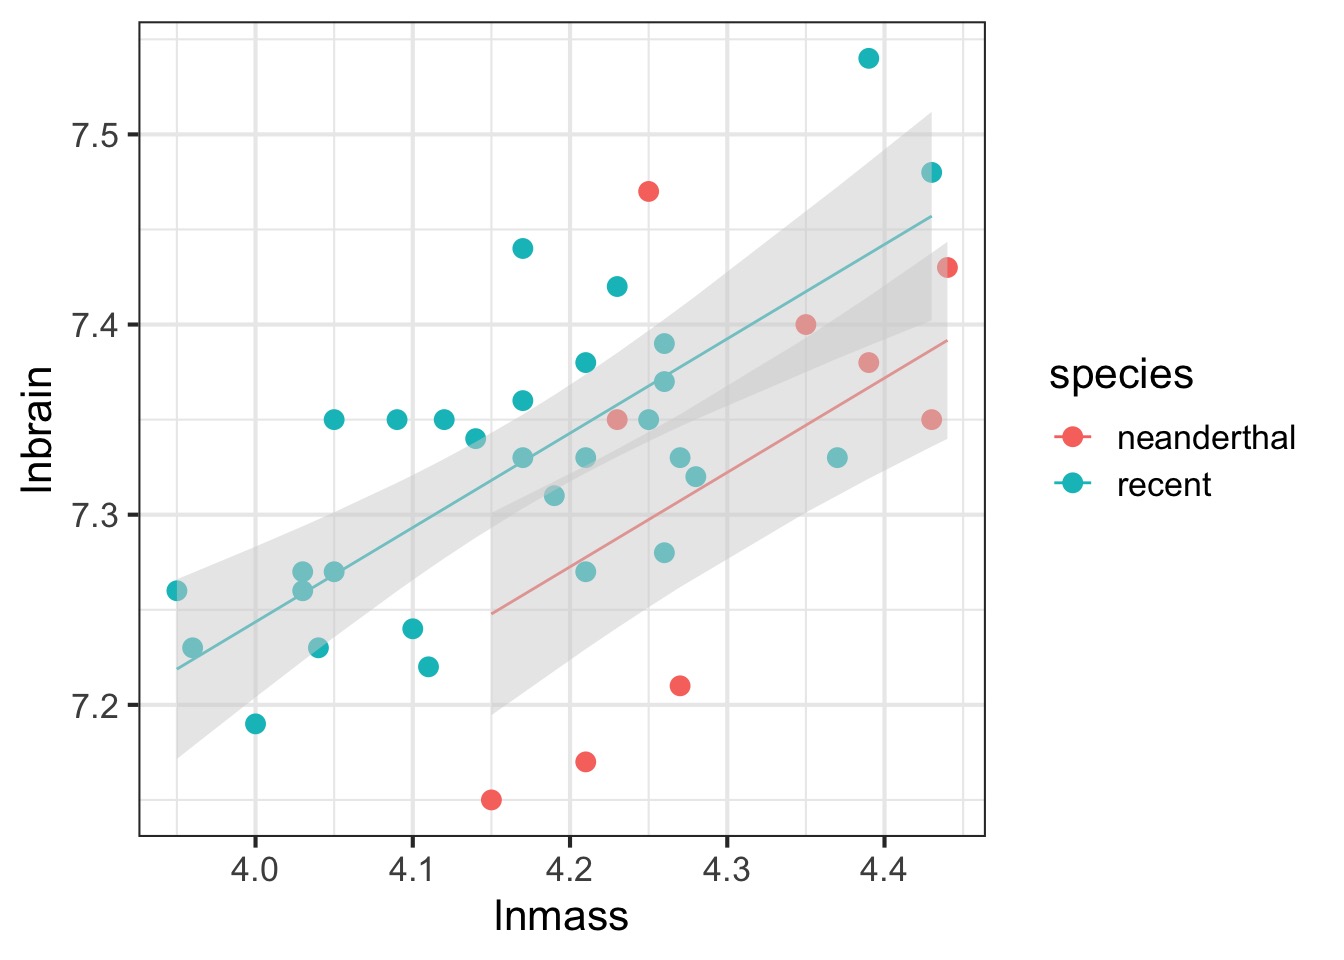 7.5
7.4
7.3
7.2
lnbrain
4.0 4.1 4.2 4.3 4.4
lnmass
species
neanderthal
recent